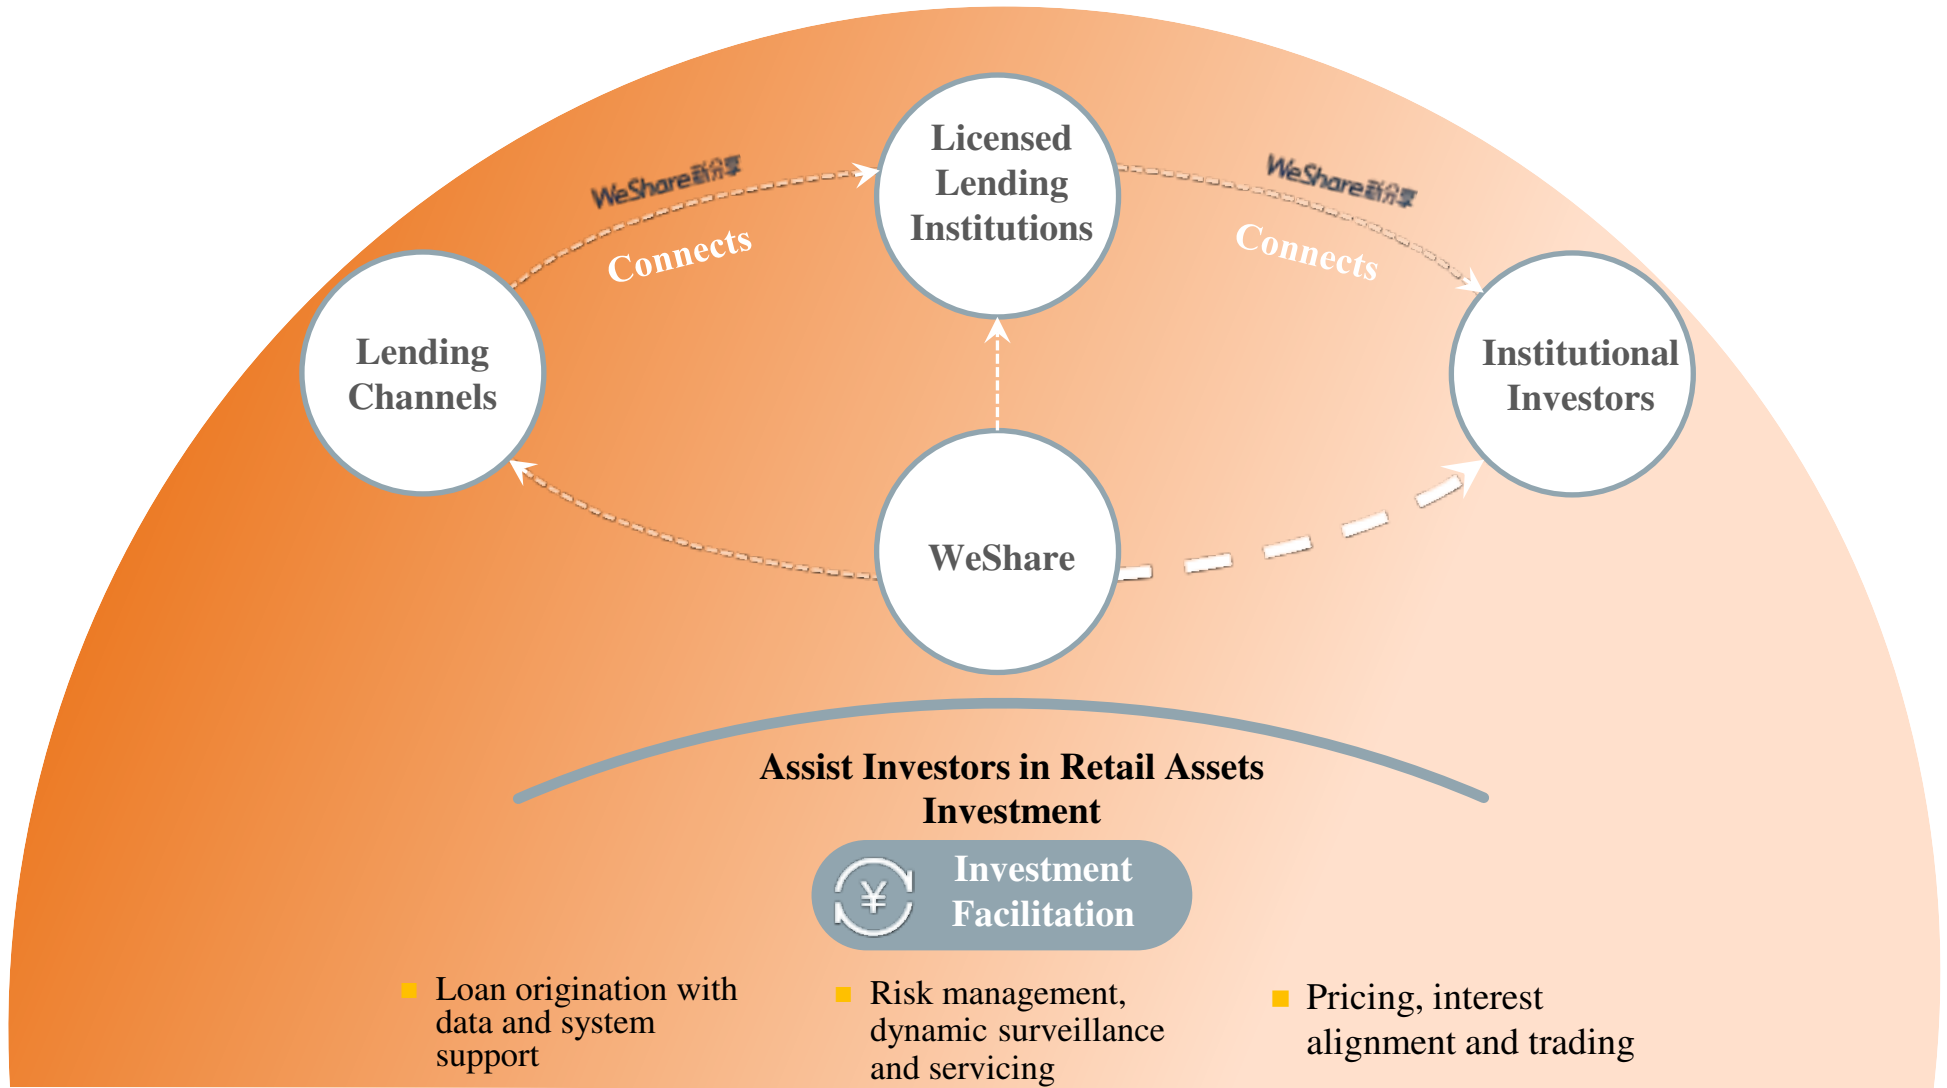 Licensed
Lending
Institutions
WeShare新分享
WeShare新分享
Connects
Connects
Lending
Channels
Institutional
Investors
WeShare
Assist Investors in Retail Assets
Investment
¥
Investment
Facilitation
Loan origination with
data and system
support
Risk management,
dynamic surveillance
and servicing
Pricing, interest
alignment and trading